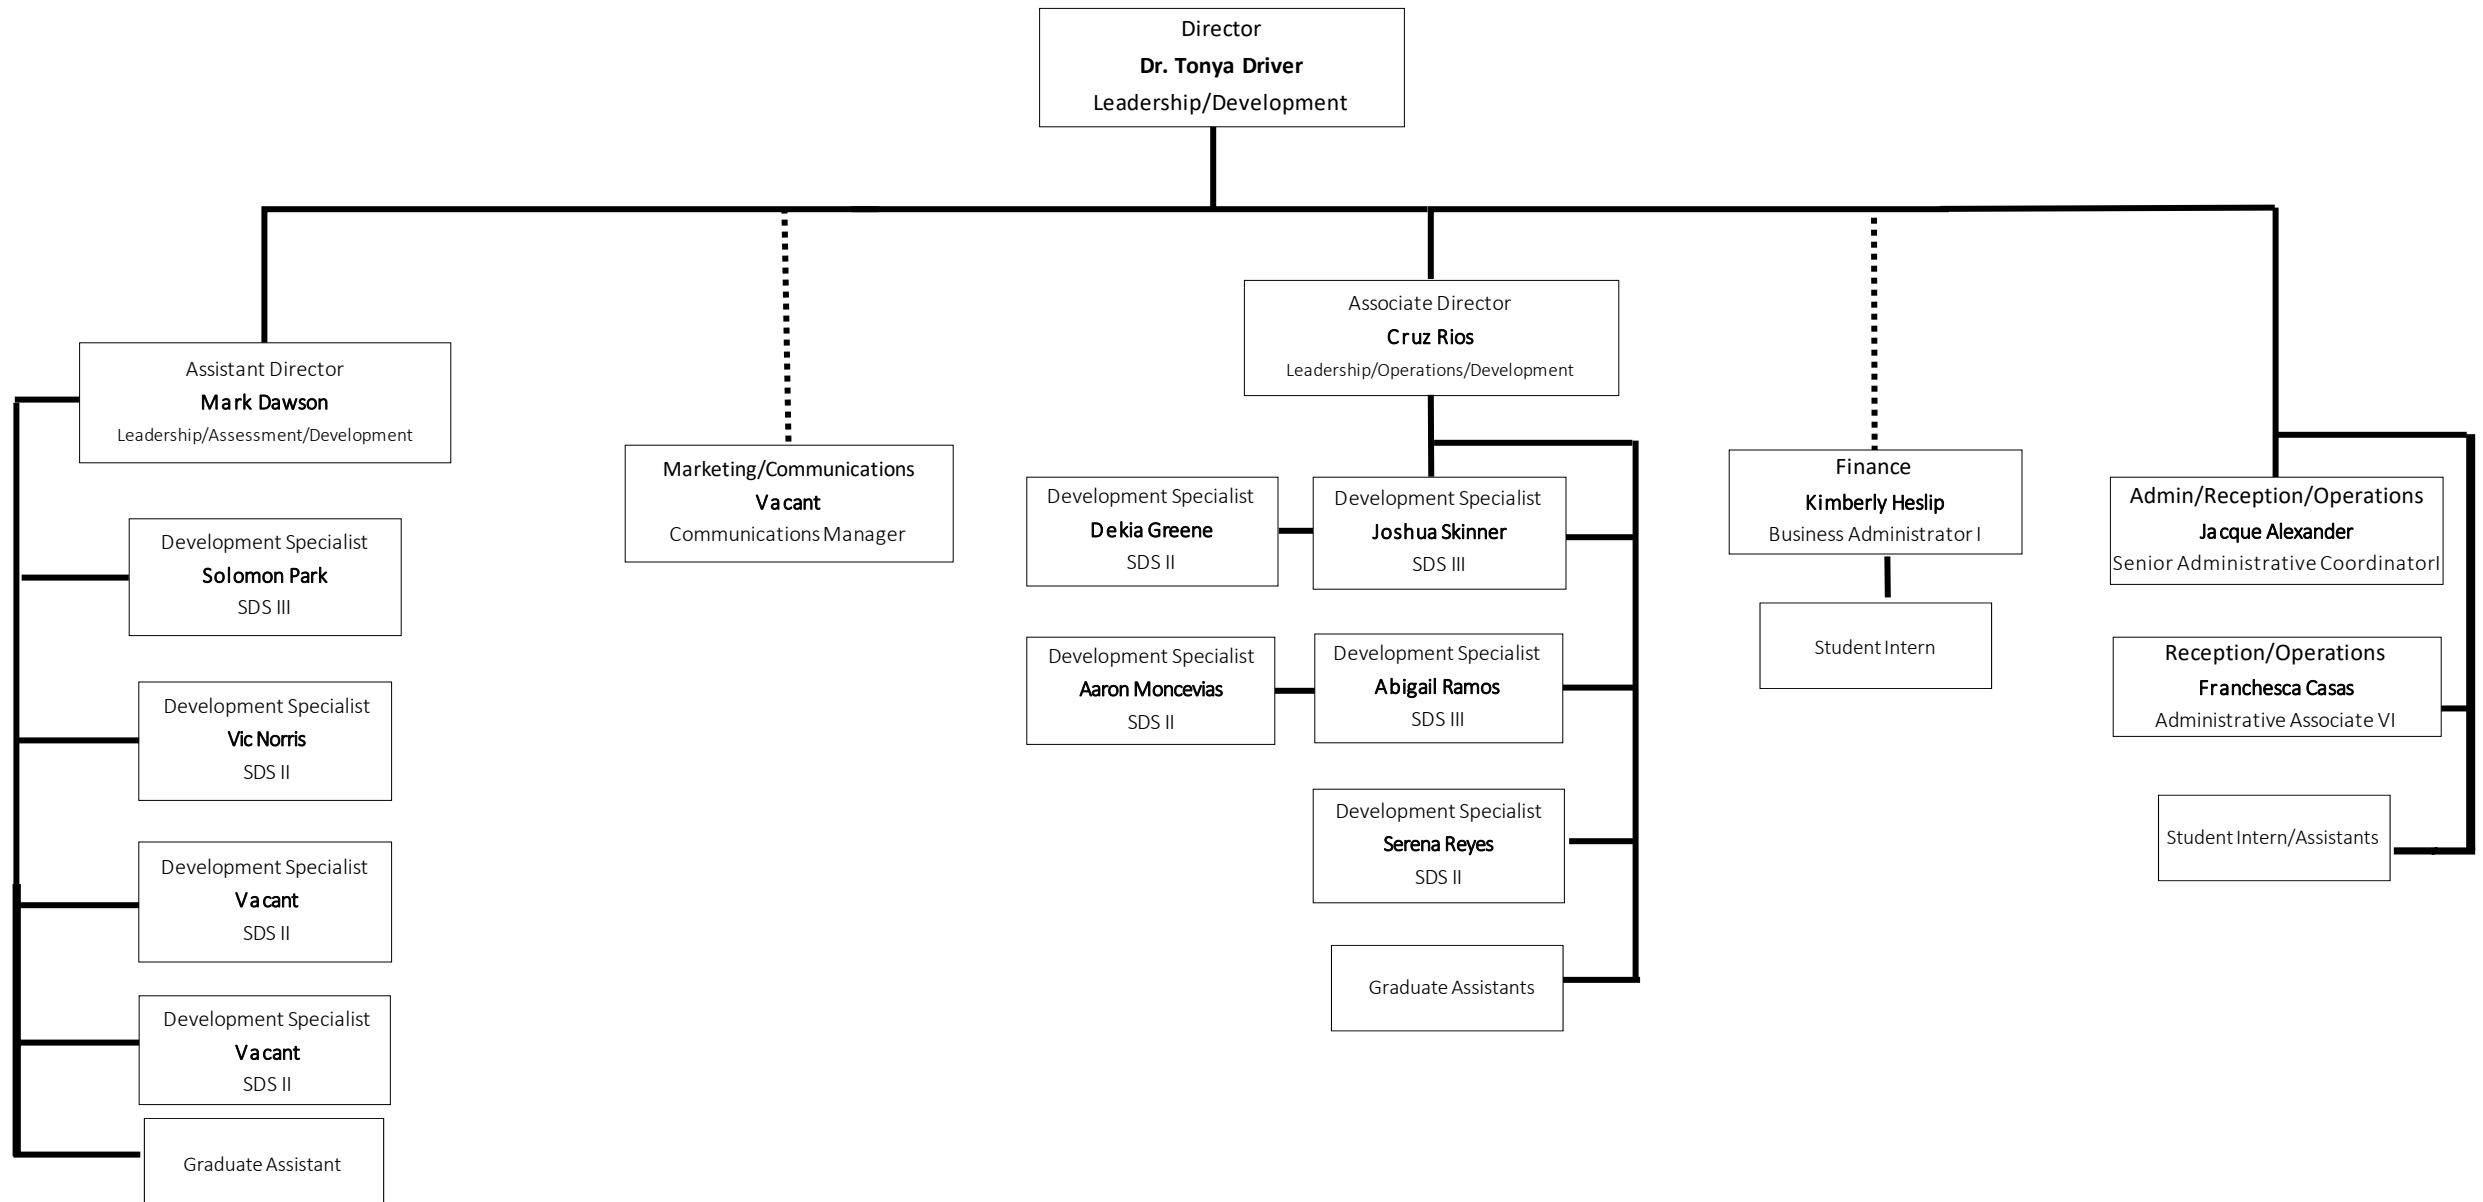 Director
Dr. Tonya Driver
Leadership/Development
Assistant Director
Mark Dawson
Leadership/Assessment/Development
Development Specialist
Solomon Park
SDS III
Development Specialist
Vic Norris
SDS II
Development Specialist
Vacant
SDS II
Development Specialist
Vacant
SDS II
Graduate Assistant
Marketing/Communications
Vacant
Communications Manager
Associate Director
Cruz Rios
Leadership/Operations/Development
Development Specialist
Dekia Greene
SDS II
Development Specialist
Joshua Skinner
SDS III
Development Specialist
Aaron Moncevias
SDS II
Development Specialist
Abigail Ramos
SDS III
Development Specialist
Serena Reyes
SDS II
Graduate Assistants
Finance
Kimberly Heslip
Business Administrator I
Student Intern
Admin/Reception/Operations
Jacque Alexander
Senior Administrative CoordinatorI
Reception/Operations
Franchesca Casas
Administrative Associate VI
Student Intern/Assistants